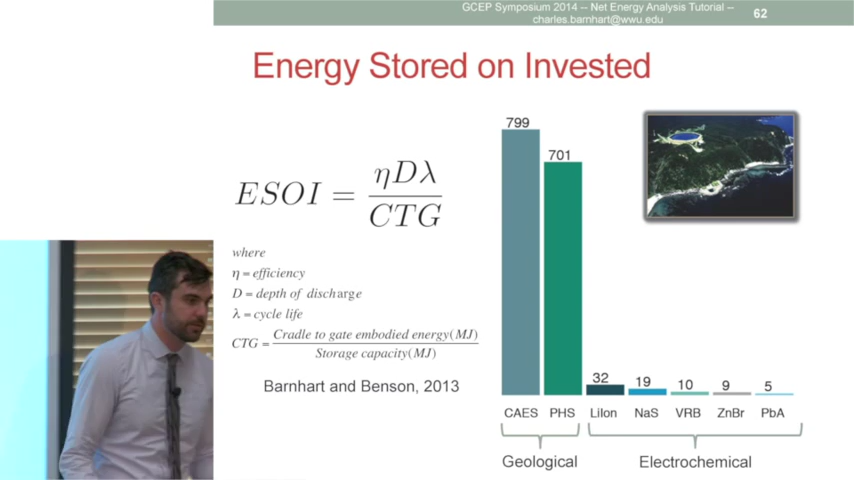 GCEP Symposium 2014 -- Net Energy Analysis Tutorial --
charles.barnhart@wwu.edu
62
Energy Stored on Invested
ESOI = ηDλ / CTG
where
η = efficiency
D = depth of discharge
λ = cycle life
CTG = Cradle to gate embodied energy(MJ) / Storage capacity(MJ)
Barnhart and Benson, 2013
799
701
32
19
10
9
5
CAES PHS LiIon NaS VRB ZnBr PbA
Geological Electrochemical